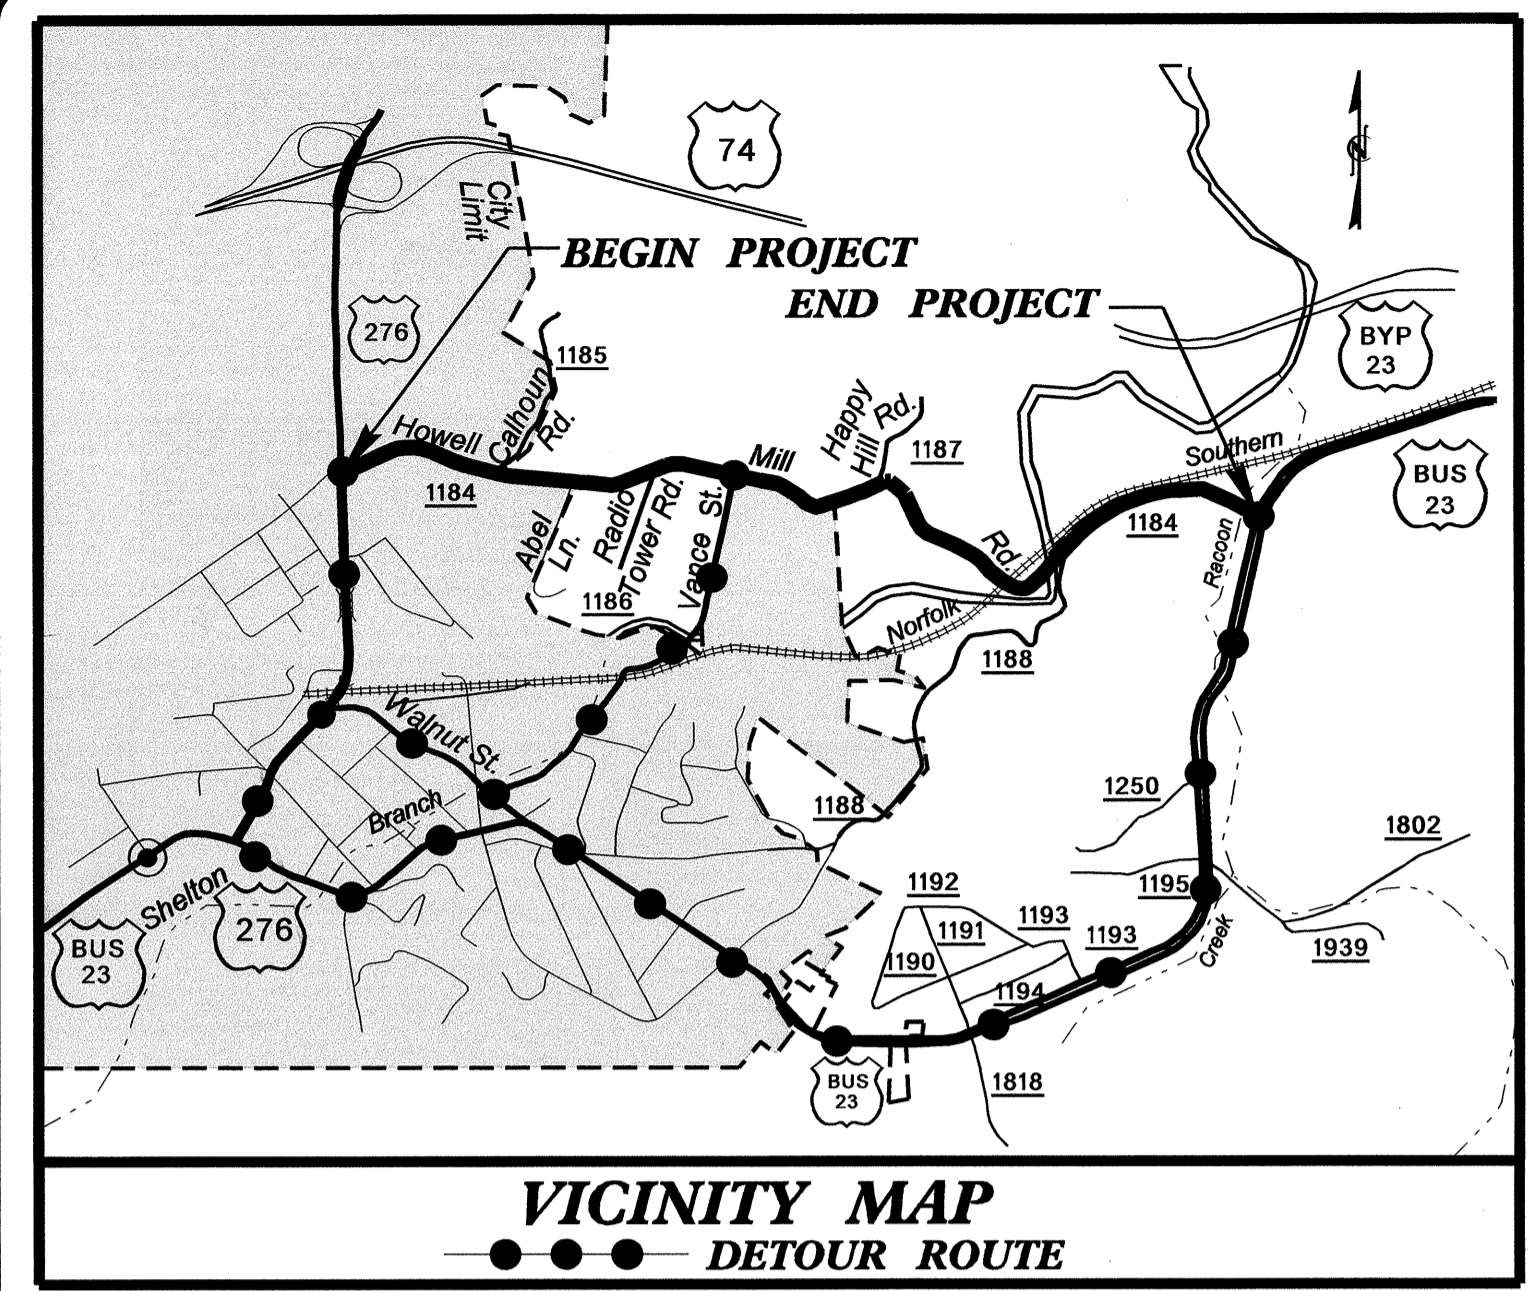 74
City
Limit
BEGIN PROJECT
END PROJECT
N
276
BYP
23
1185
Calhoun
Rd.
Howell
1184
Happy
Hill Rd.
1187
Mill
Southern
BUS
23
1184
Abel
Ln.
Radio
Tower Rd.
Vance St.
Rd.
Racoon
1186
Norfolk
1188
Walnut St.
Branch
1188
1250
1802
Shelton
276
BUS
23
1192
1191
1193
1193
1195
1190
1194
Creek
1939
BUS
23
1818
VICINITY MAP
DETOUR ROUTE